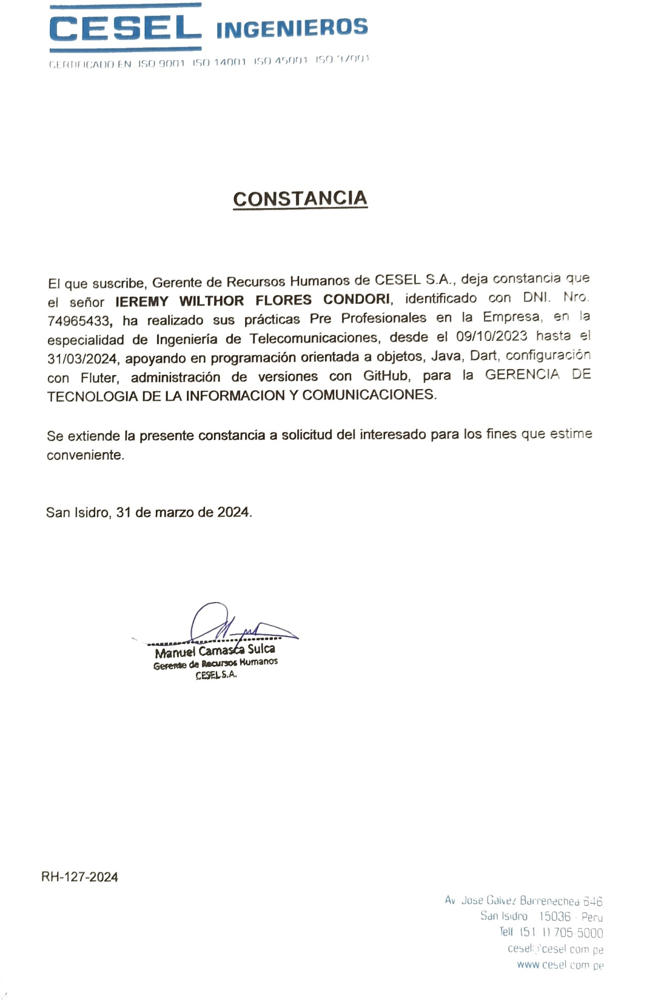 CESEL INGENIEROS
CERTIFICADO EN ISO 9001 ISO 14001 ISO 45001 ISO 37001
CONSTANCIA
El que suscribe, Gerente de Recursos Humanos de CESEL S.A., deja constancia que
el señor IEREMY WILTHOR FLORES CONDORI, identificado con DNI. Nro.
74965433, ha realizado sus prácticas Pre Profesionales en la Empresa, en la
especialidad de Ingeniería de Telecomunicaciones, desde el 09/10/2023 hasta el
31/03/2024, apoyando en programación orientada a objetos, Java, Dart, configuración
con Fluter, administración de versiones con GitHub, para la GERENCIA DE
TECNOLOGIA DE LA INFORMACION Y COMUNICACIONES.
Se extiende la presente constancia a solicitud del interesado para los fines que estime
conveniente.
San Isidro, 31 de marzo de 2024.
Manuel Camasca Sulca
Gerente de Recursos Humanos
CESEL S.A.
RH-127-2024
Av Jose Galvez Barrenechea 646
San Isidro 15036 - Peru
Telf (51 1) 705-5000
cesel@cesel com pe
www cesel com pe